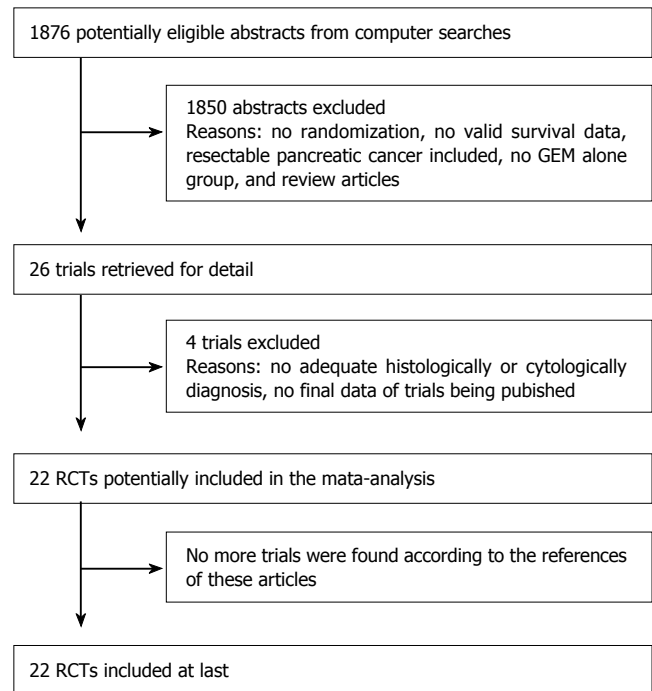 1876 potentially eligible abstracts from computer searches
1850 abstracts excluded
Reasons: no randomization, no valid survival data,
resectable pancreatic cancer included, no GEM alone
group, and review articles
26 trials retrieved for detail
4 trials excluded
Reasons: no adequate histologically or cytologically
diagnosis, no final data of trials being pubished
22 RCTs potentially included in the mata-analysis
No more trials were found according to the references
of these articles
22 RCTs included at last